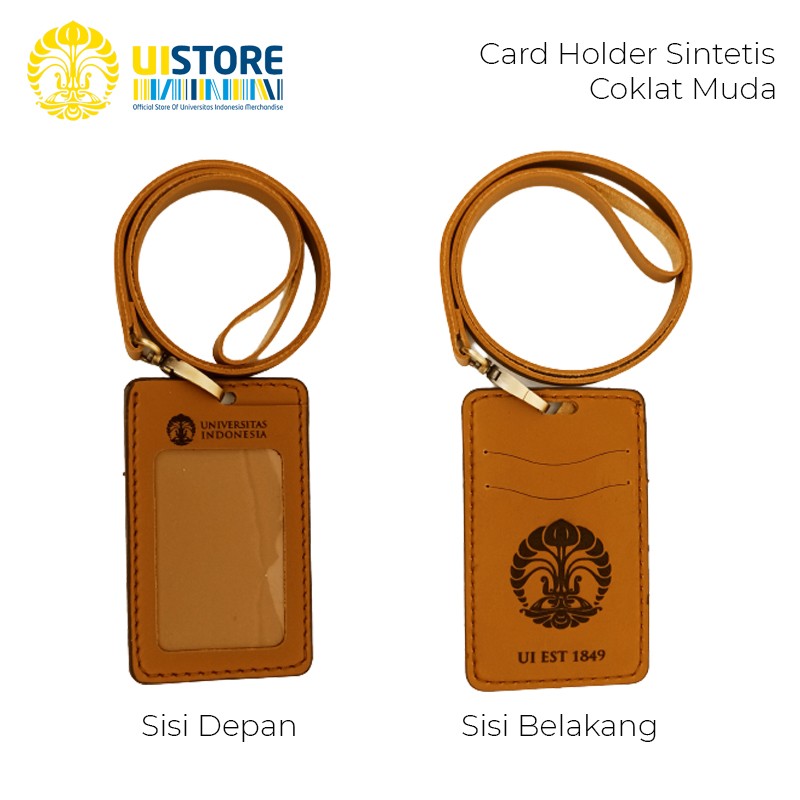 UISTORE
Official Store Of Universitas Indonesia Merchandise
Card Holder Sintetis
Coklat Muda
UNIVERSITAS
INDONESIA
UI EST 1849
Sisi Depan
Sisi Belakang